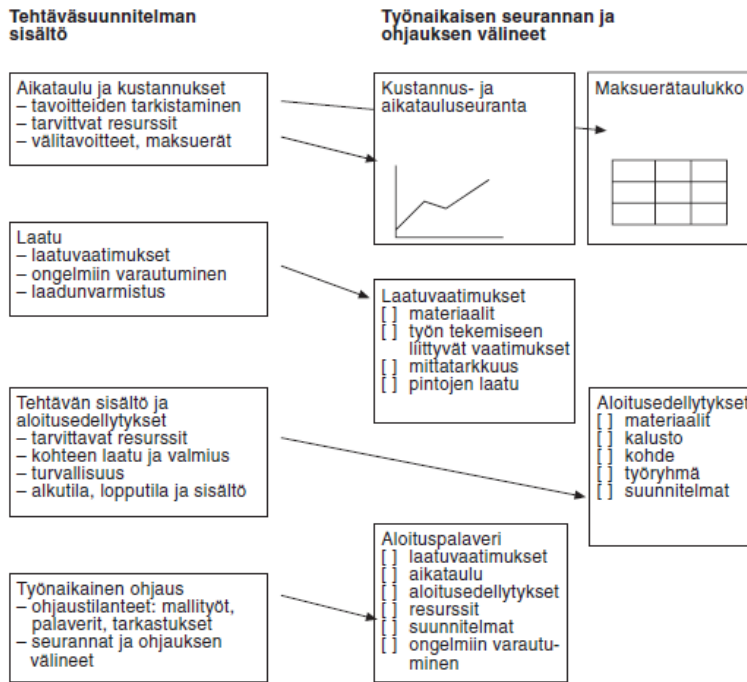 Tehtäväsuunnitelman
sisältö
Työnaikaisen seurannan ja
ohjauksen välineet
Aikataulu ja kustannukset
– tavoitteiden tarkistaminen
– tarvittvat resurssit
– välitavoitteet, maksuerät
Kustannus- ja
aikatauluseuranta
Maksuerätaulukko
Laatu
– laatuvaatimukset
– ongelmiin varautuminen
– laadunvarmistus
Laatuvaatimukset
[ ] materiaalit
[ ] työn tekemiseen
liittyvät vaatimukset
[ ] mittatarkkuus
[ ] pintojen laatu
Tehtävän sisältö ja
aloitusedellytykset
– tarvittavat resurssit
– kohteen laatu ja valmius
– turvallisuus
– alkutila, lopputila ja sisältö
Aloitusedellytykset
[ ] materiaalit
[ ] kalusto
[ ] kohde
[ ] työryhmä
[ ] suunnitelmat
Työnaikainen ohjaus
– ohjaustilanteet: mallityöt,
palaverit, tarkastukset
– seurannat ja ohjauksen
välineet
Aloituspalaveri
[ ] laatuvaatimukset
[ ] aikataulu
[ ] aloitusedellytykset
[ ] resurssit
[ ] suunnitelmat
[ ] ongelmiin varautu-
minen